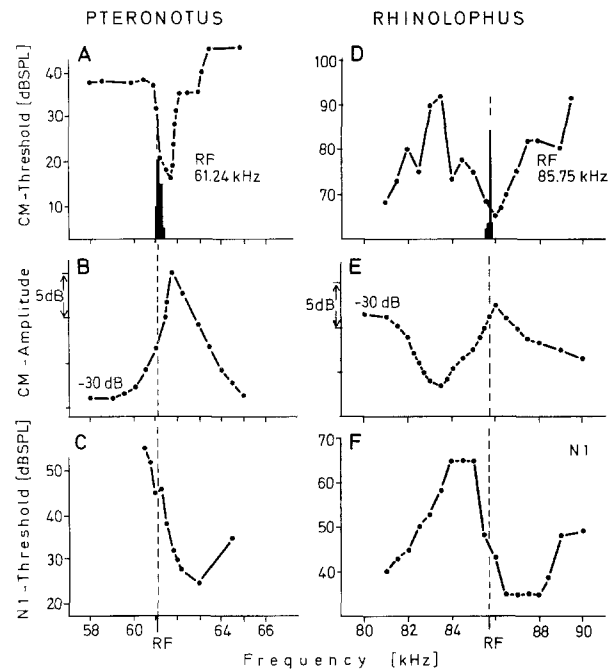 PTERONOTUS
RHINOLOPHUS
A
CM-Threshold [dBSPL]
40
30
20
10
RF
61.24 kHz
D
100
90
80
70
RF
85.75 kHz
B
CM-Amplitude
5dB
-30 dB
E
5dB
-30 dB
C
N1-Threshold [dBSPL]
50
40
30
20
58
60
62
64
66
RF
F
N1
70
60
50
40
80
82
84
86
88
90
RF
Frequency [kHz]